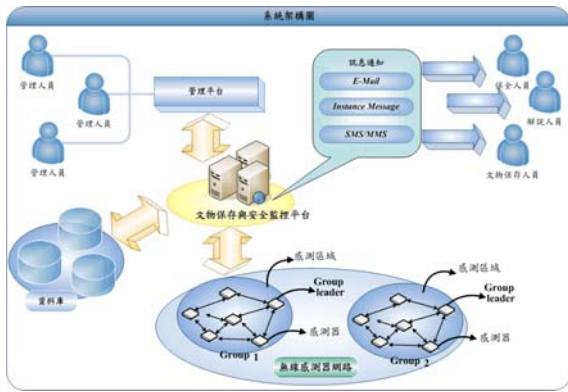 系統架構圖
管理人員
管理人員
管理人員
管理平台
訊息通知
E-Mail
Instance Message
SMS/MMS
保全人員
解說人員
文物保存人員
文物保存與安全監控平台
資料庫
感測區域
Group leader
感測器
Group 1
感測區域
Group leader
感測器
Group 2
無線感測器網路